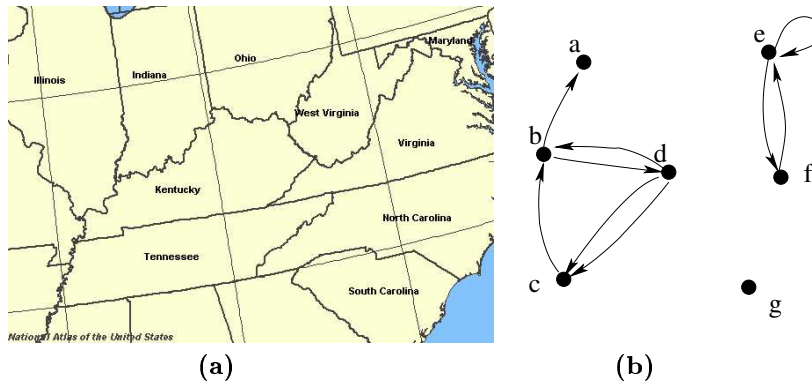 Maryland
Ohio
Illinois
Indiana
West Virginia
Virginia
Kentucky
North Carolina
Tennessee
South Carolina
National Atlas of the United States
(a)
a
e
b
d
f
c
g
(b)